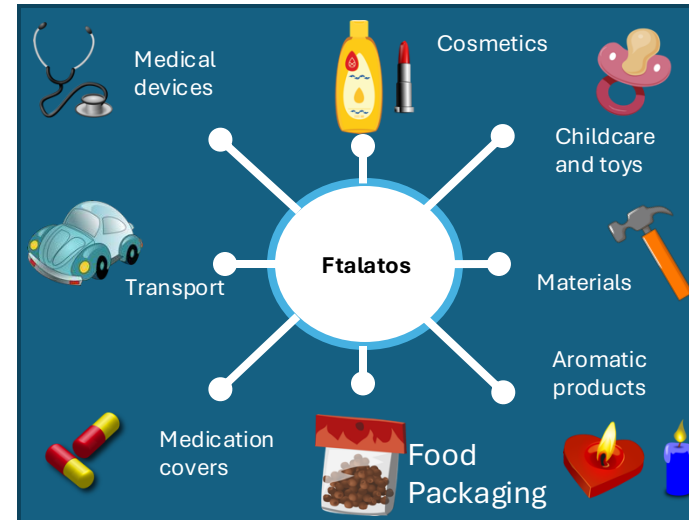 Medical
devices
Cosmetics
Childcare
and toys
Transport
Ftalatos
Materials
Medication
covers
Food
Packaging
Aromatic
products